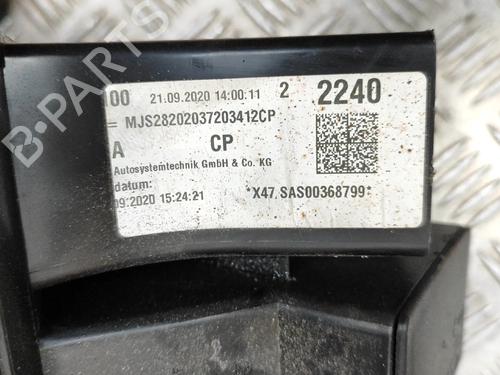 00 21.09.2020 14:00:11 2 2240
= MJS28202037203412CP
A CP
Autosystemtechnik GmbH & Co. KG
datum:
09.2020 15:24:21 *X47, SAS00368799*
B-PARTS